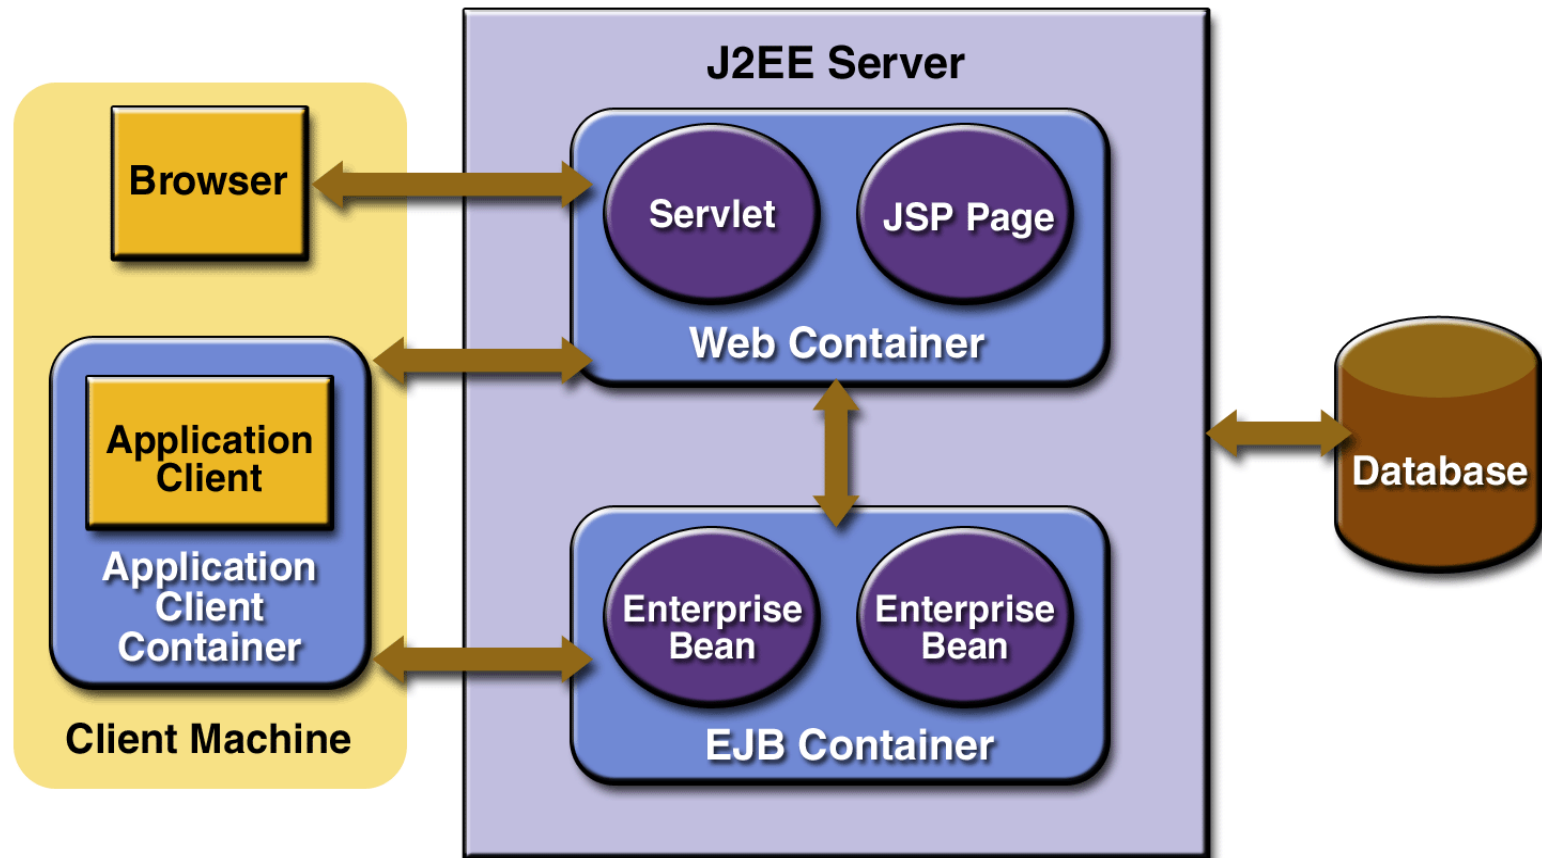 J2EE Server
Browser
Servlet
JSP Page
Web Container
Application
Client
Application
Client
Container
Client Machine
Enterprise
Bean
Enterprise
Bean
EJB Container
Database